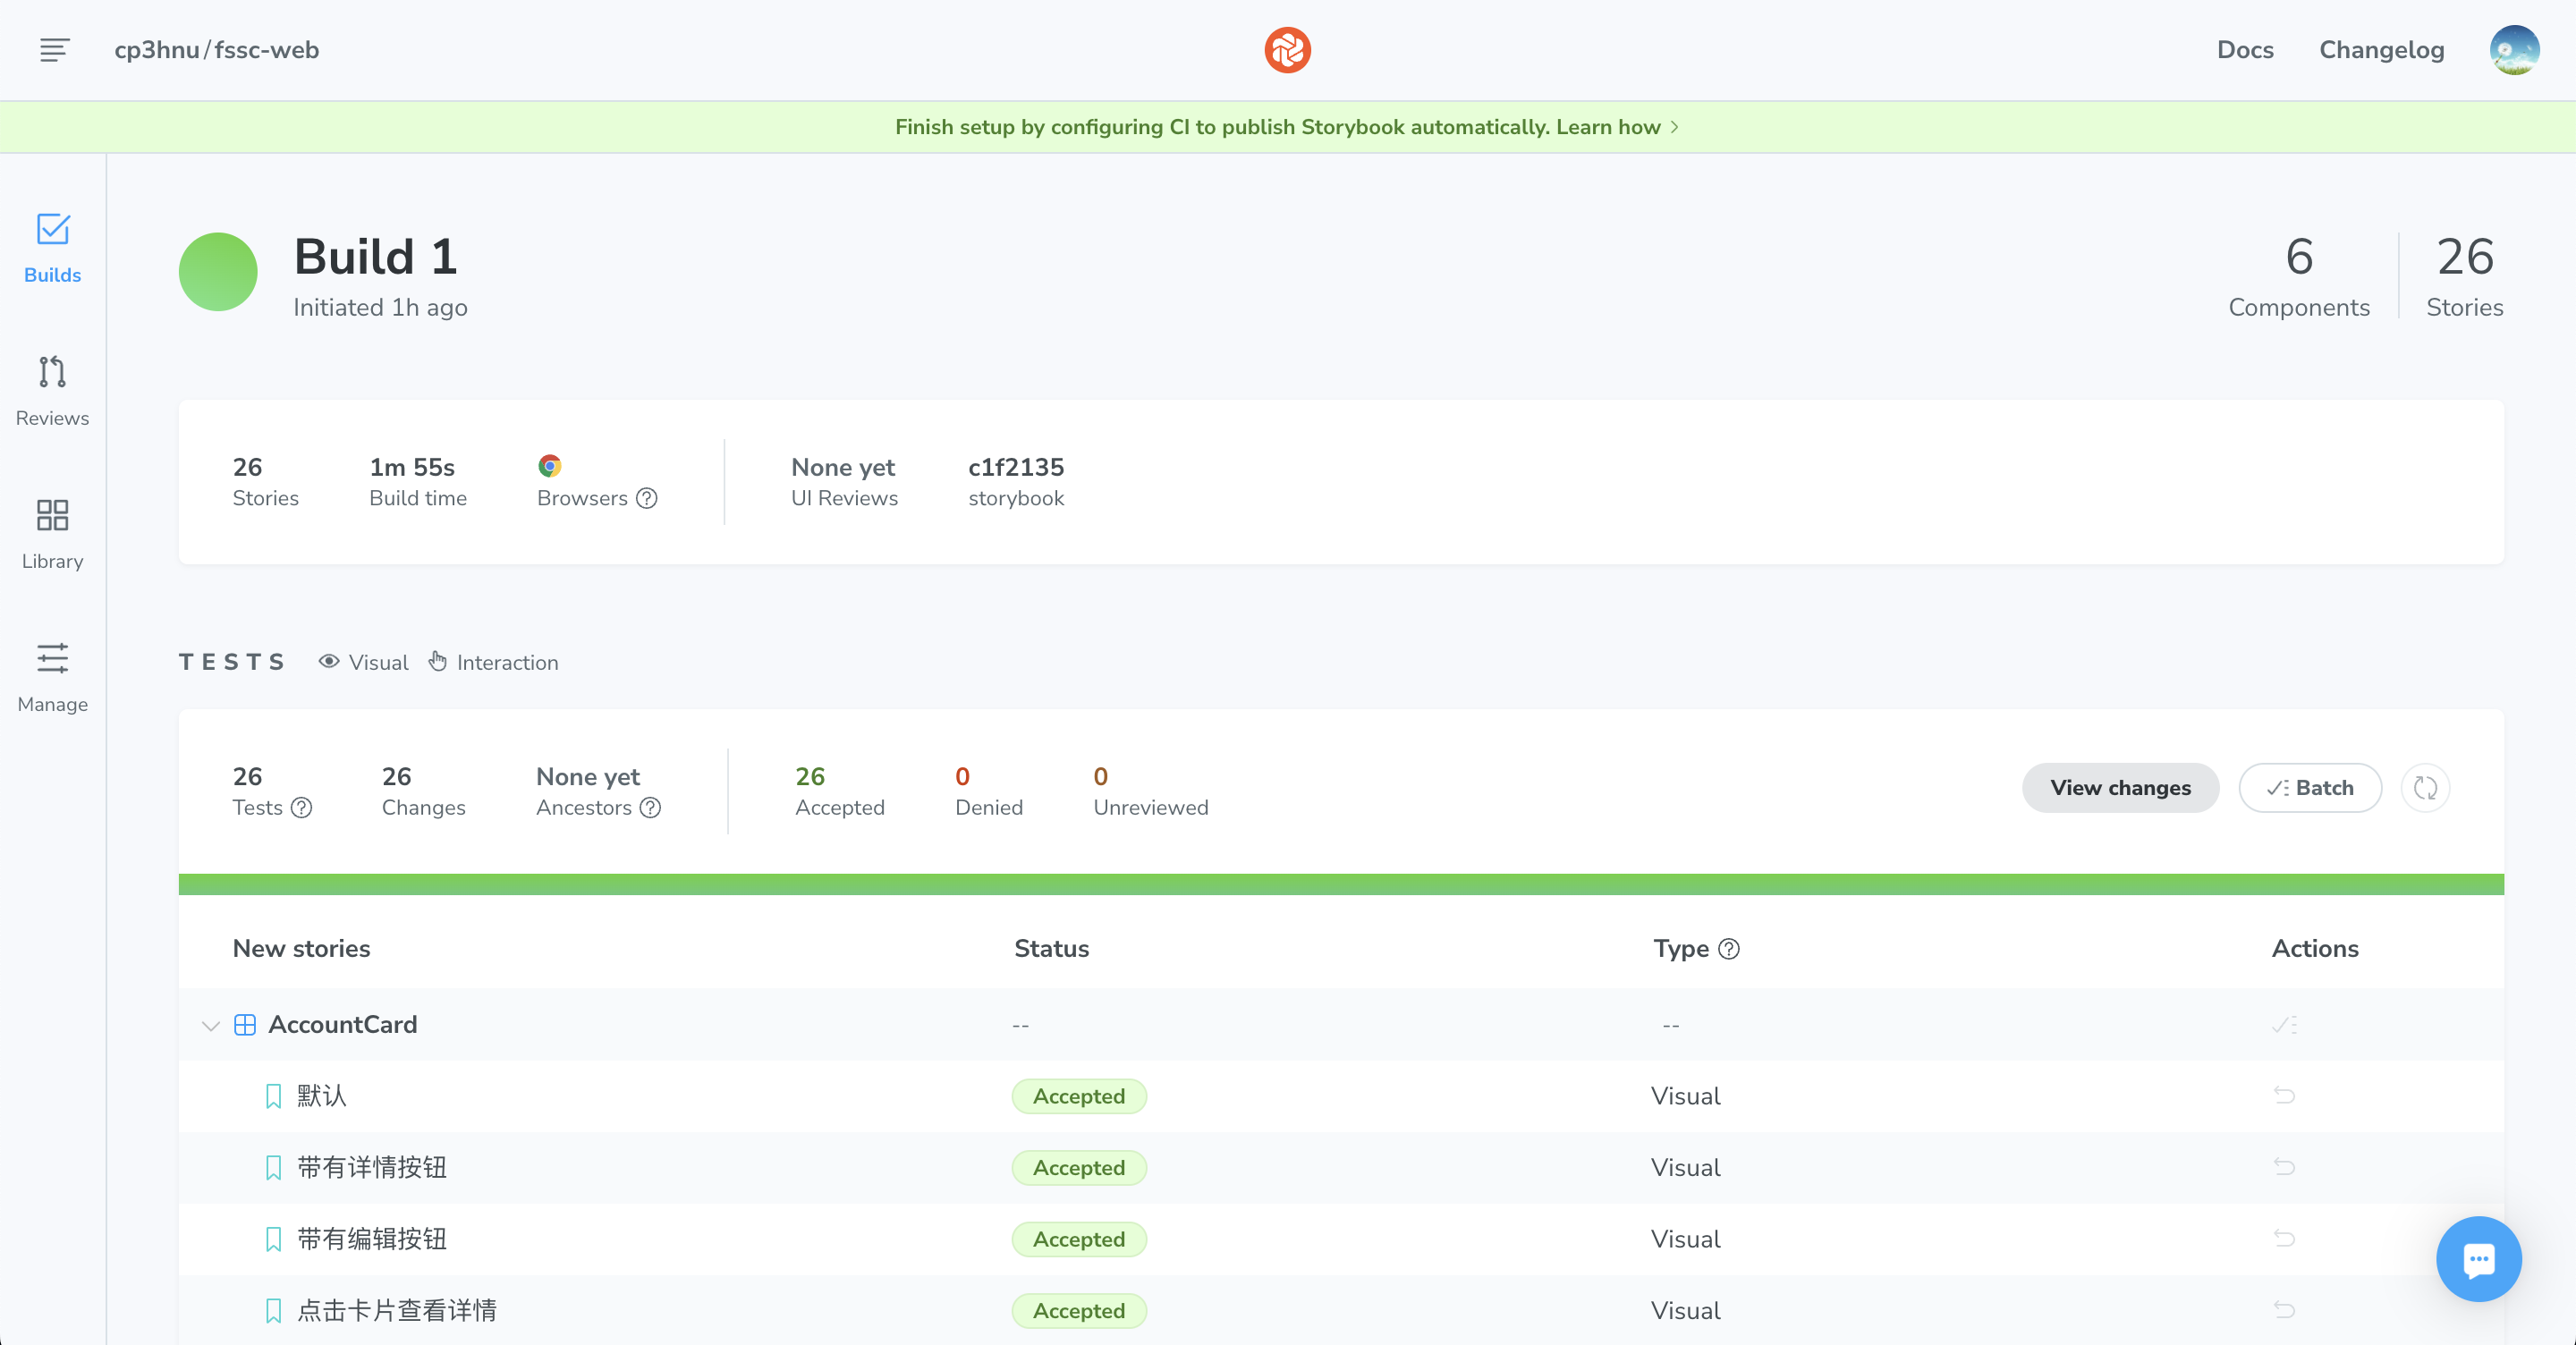 cp3hnu / fssc-web
Docs
Changelog
Finish setup by configuring CI to publish Storybook automatically. Learn how
Builds
Reviews
Library
Manage
Build 1
Initiated 1h ago
6
Components
26
Stories
26
Stories
1m 55s
Build time
Browsers
None yet
UI Reviews
c1f2135
storybook
TESTS
Visual
Interaction
26
Tests
26
Changes
None yet
Ancestors
26
Accepted
0
Denied
0
Unreviewed
View changes
Batch
New stories Status Type Actions
AccountCard -- --
默认 Accepted Visual
带有详情按钮 Accepted Visual
带有编辑按钮 Accepted Visual
点击卡片查看详情 Accepted Visual